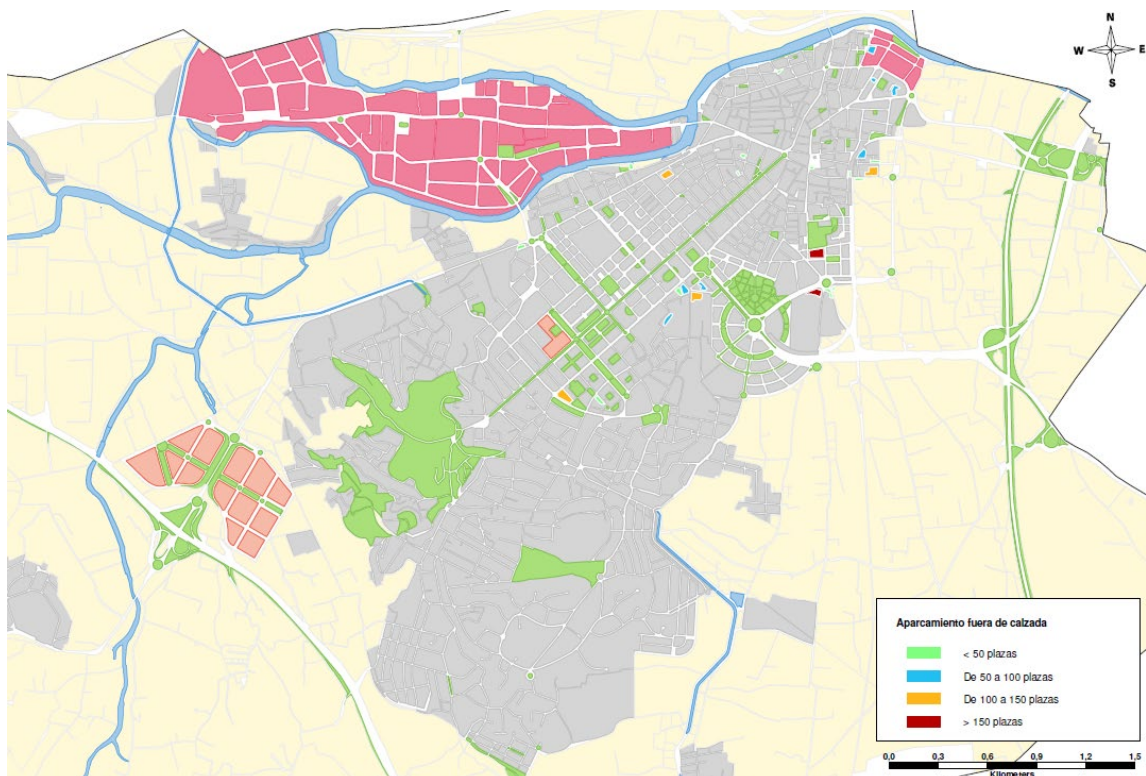 N
W E
S
Aparcamiento fuera de calzada
< 50 plazas
De 50 a 100 plazas
De 100 a 150 plazas
> 150 plazas
0,0 0,3 0,6 0,9 1,2 1,5
Kilometers